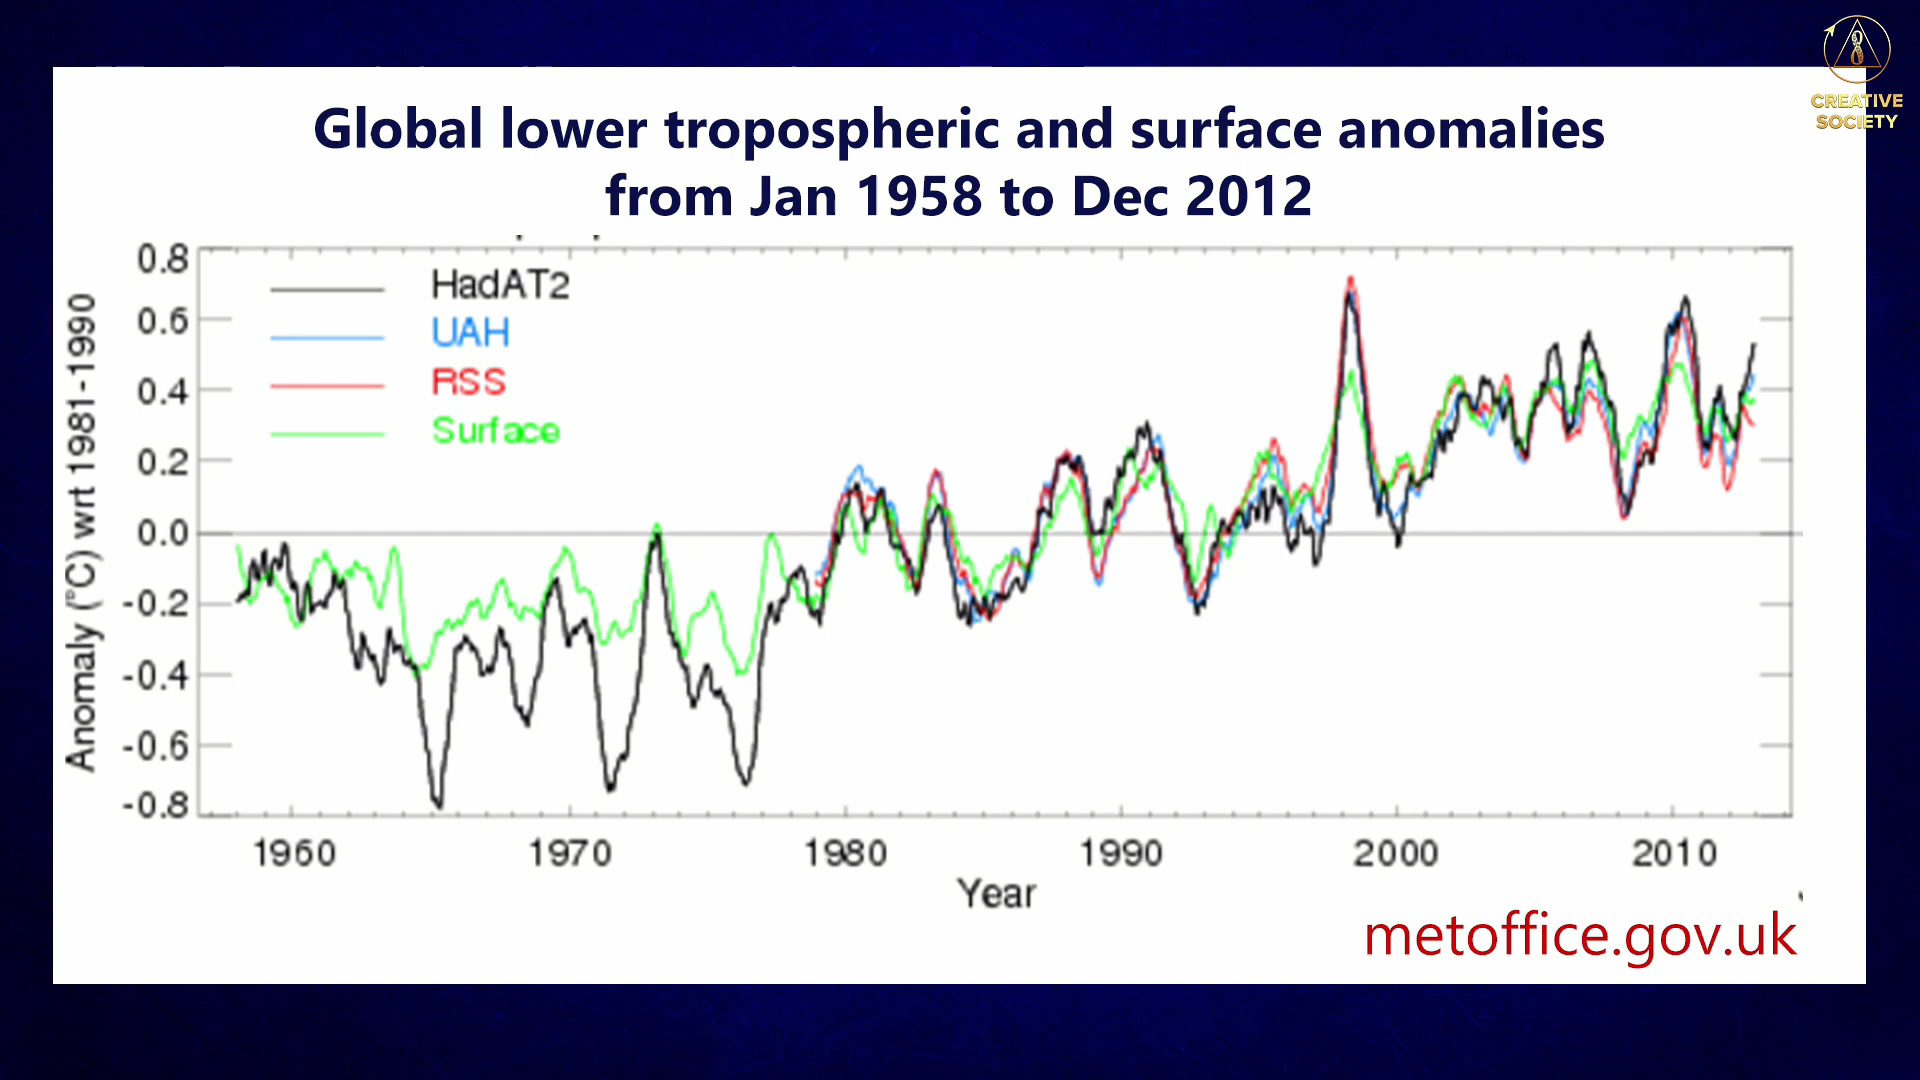 CREATIVE
SOCIETY
Global lower tropospheric and surface anomalies
from Jan 1958 to Dec 2012
Anomaly (°C) wrt 1981-1990
0.8
0.6
0.4
0.2
0.0
-0.2
-0.4
-0.6
-0.8
HadAT2
UAH
RSS
Surface
1960 1970 1980 1990 2000 2010
Year
metoffice.gov.uk